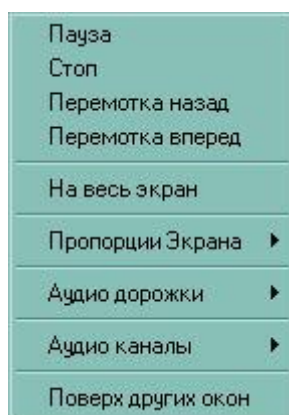 Пауза
Стоп
Перемотка назад
Перемотка вперед
На весь экран
Пропорции Экрана
Аудио дорожки
Аудио каналы
Поверх других окон